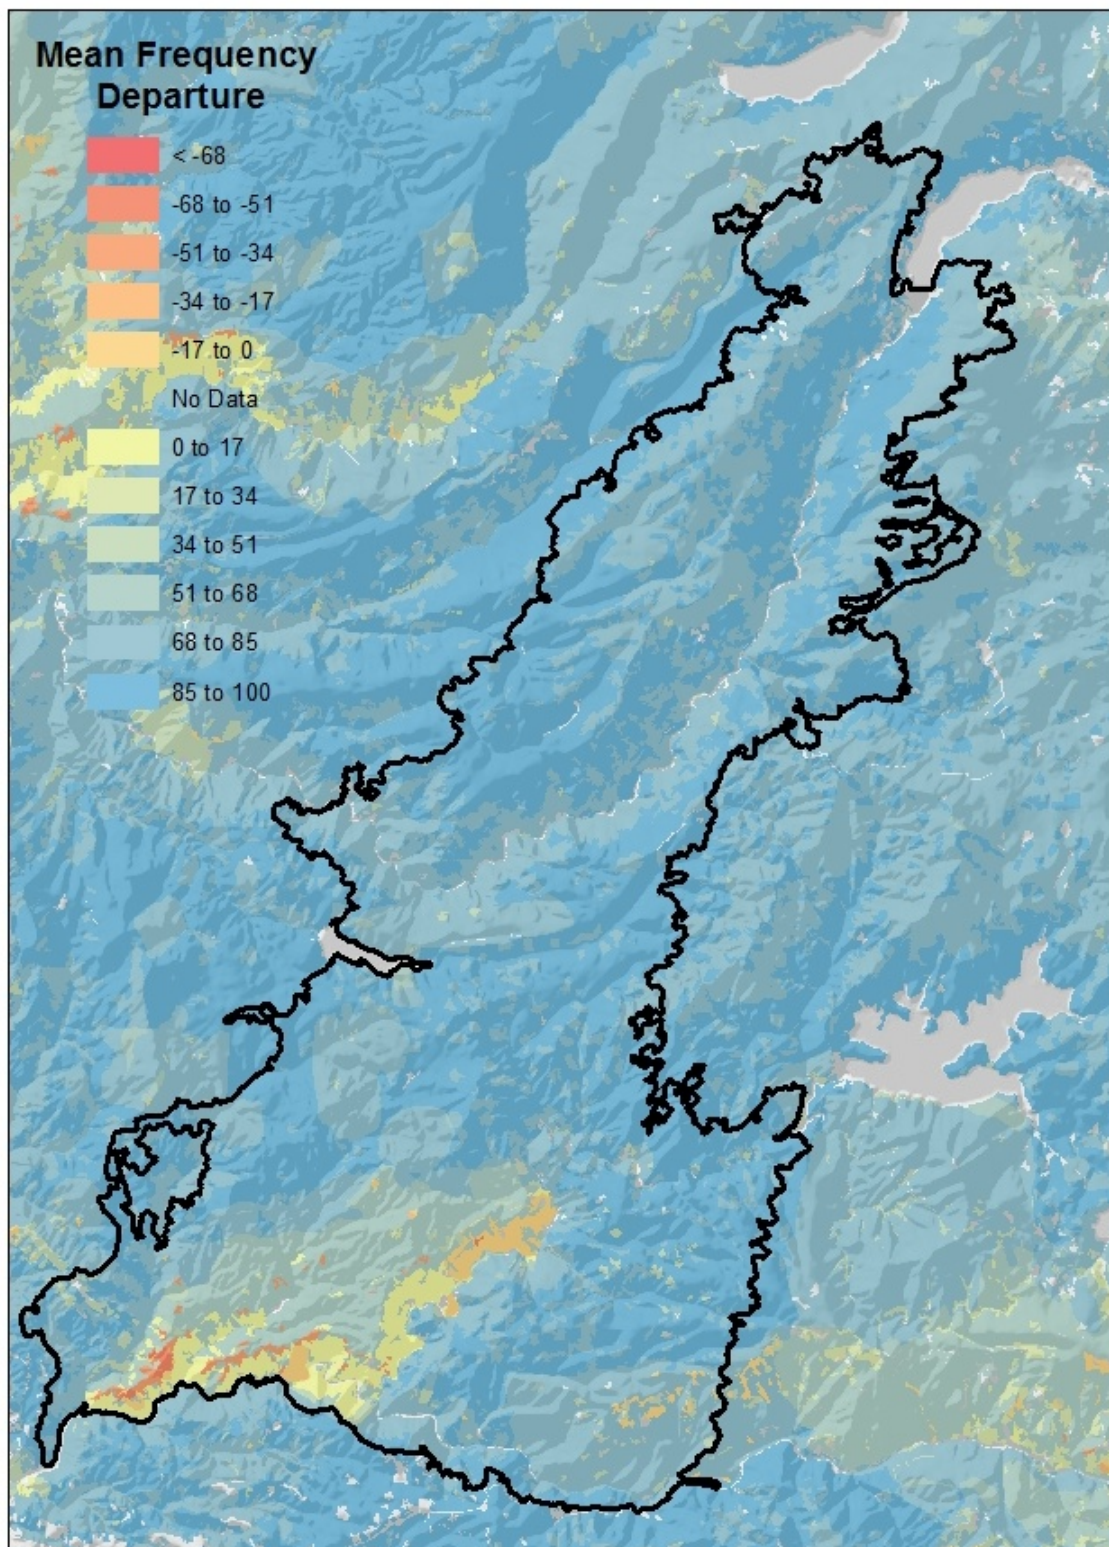 Mean Frequency
Departure
< -68
-68 to -51
-51 to -34
-34 to -17
-17 to 0
No Data
0 to 17
17 to 34
34 to 51
51 to 68
68 to 85
85 to 100